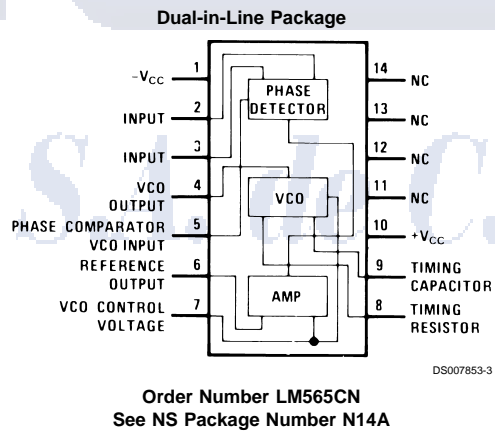 Dual-in-Line Package
−VCC 1
INPUT 2
INPUT 3
VCO
OUTPUT 4
PHASE COMPARATOR
VCO INPUT 5
REFERENCE
OUTPUT 6
VCO CONTROL
VOLTAGE 7
PHASE
DETECTOR
VCO
AMP
14 NC
13 NC
12 NC
11 NC
10 +VCC
9 TIMING
CAPACITOR
8 TIMING
RESISTOR
DS007853-3
Order Number LM565CN
See NS Package Number N14A
S.A. de C.